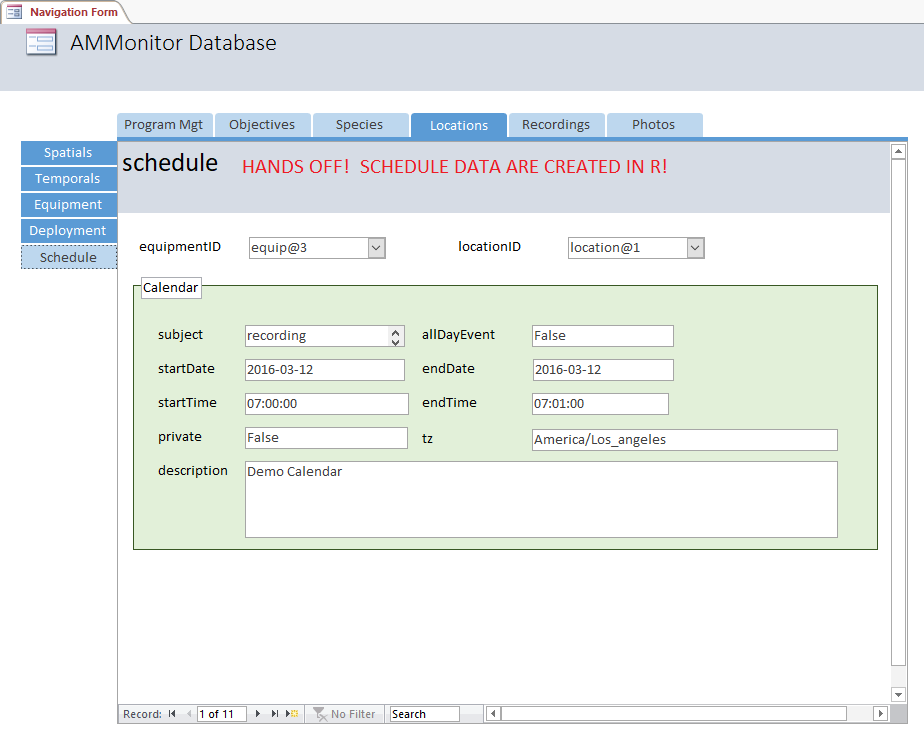 Navigation Form
AMMonitor Database
Program Mgt Objectives Species Locations Recordings Photos
Spatials
Temporals
Equipment
Deployment
Schedule
schedule HANDS OFF! SCHEDULE DATA ARE CREATED IN R!
equipmentID equip@3 locationID location@1
Calendar
subject recording allDayEvent False
startDate 2016-03-12 endDate 2016-03-12
startTime 07:00:00 endTime 07:01:00
private False tz America/Los_angeles
description Demo Calendar
Record: 1 of 11 No Filter Search